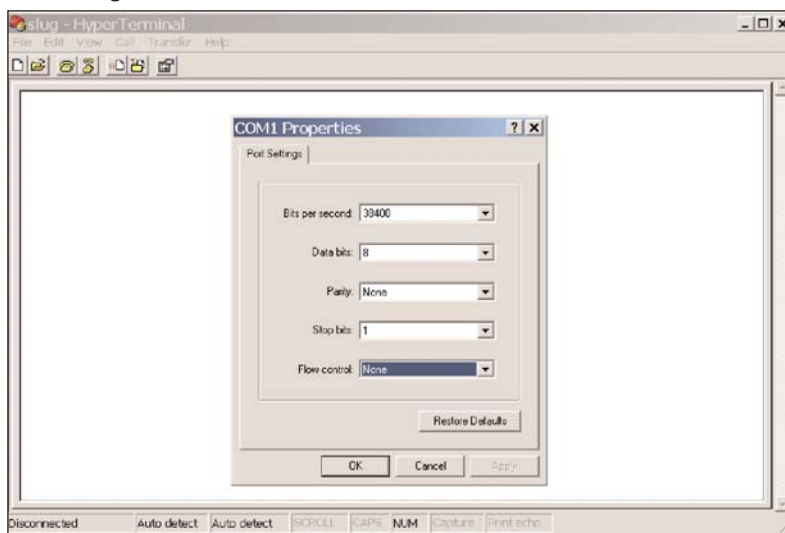 slug - HyperTerminal
File Edit View Call Transfer Help
COM1 Properties
Port Settings
Bits per second: 38400
Data bits: 8
Parity: None
Stop bits: 1
Flow control: None
Restore Defaults
OK Cancel Apply
Disconnected Auto detect Auto detect SCROLL CAPS NUM Capture Print echo